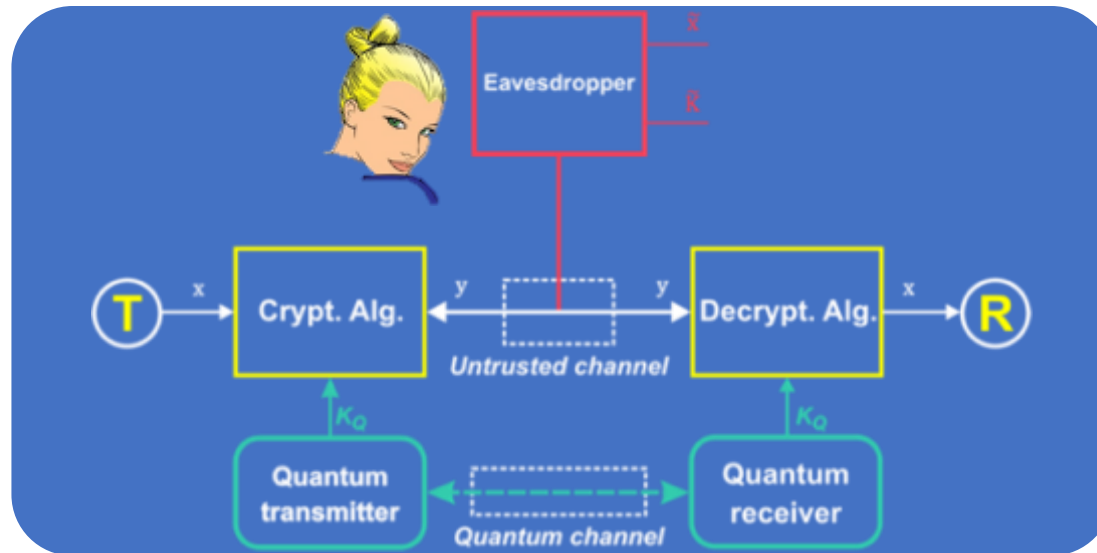 x̃
Eavesdropper
K̃
x
y
y
x
T
Crypt. Alg.
Decrypt. Alg.
R
Untrusted channel
K_Q
K_Q
Quantum
transmitter
Quantum
receiver
Quantum channel